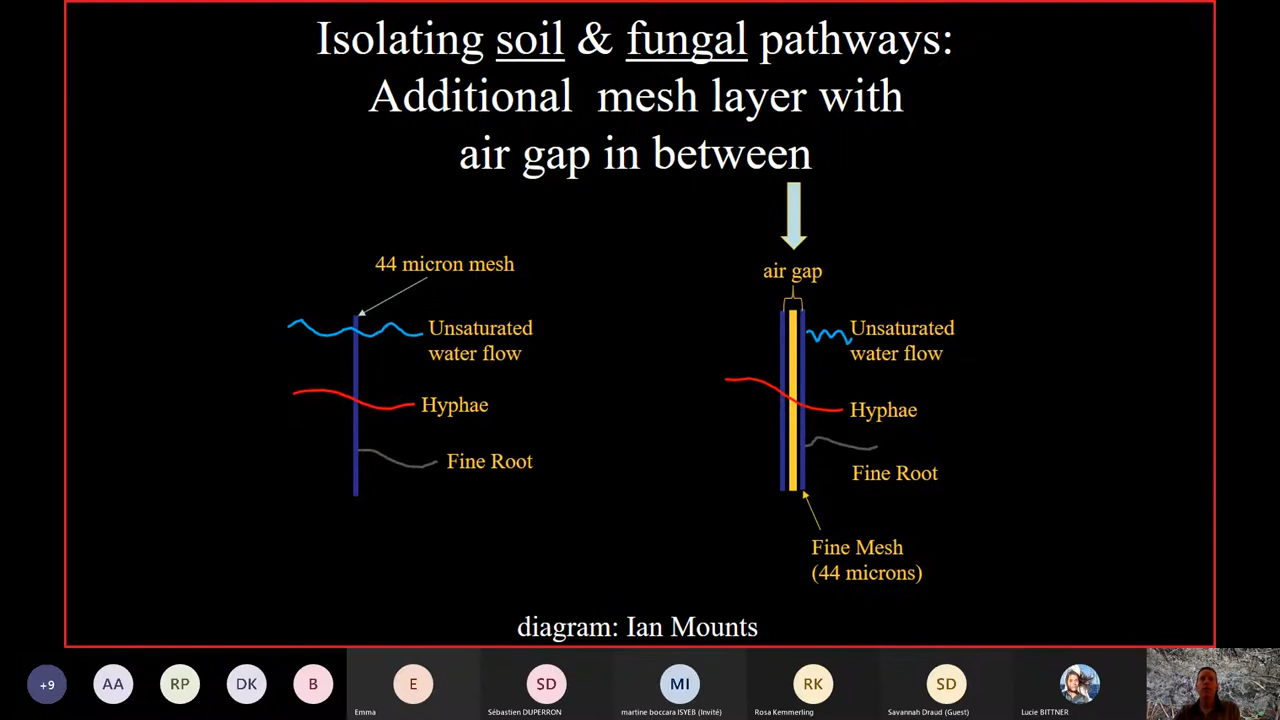 Isolating soil & fungal pathways:
Additional mesh layer with
air gap in between
44 micron mesh
Unsaturated
water flow
Hyphae
Fine Root
air gap
Unsaturated
water flow
Hyphae
Fine Root
Fine Mesh
(44 microns)
diagram: Ian Mounts
+9
AA
RP
DK
B
E
Emma
SD
Sébastien DUPERRON
MI
martine boccara ISYEB (Invité)
RK
Rosa Kemmerling
SD
Savannah Draud (Guest)
Lucie BITTNER